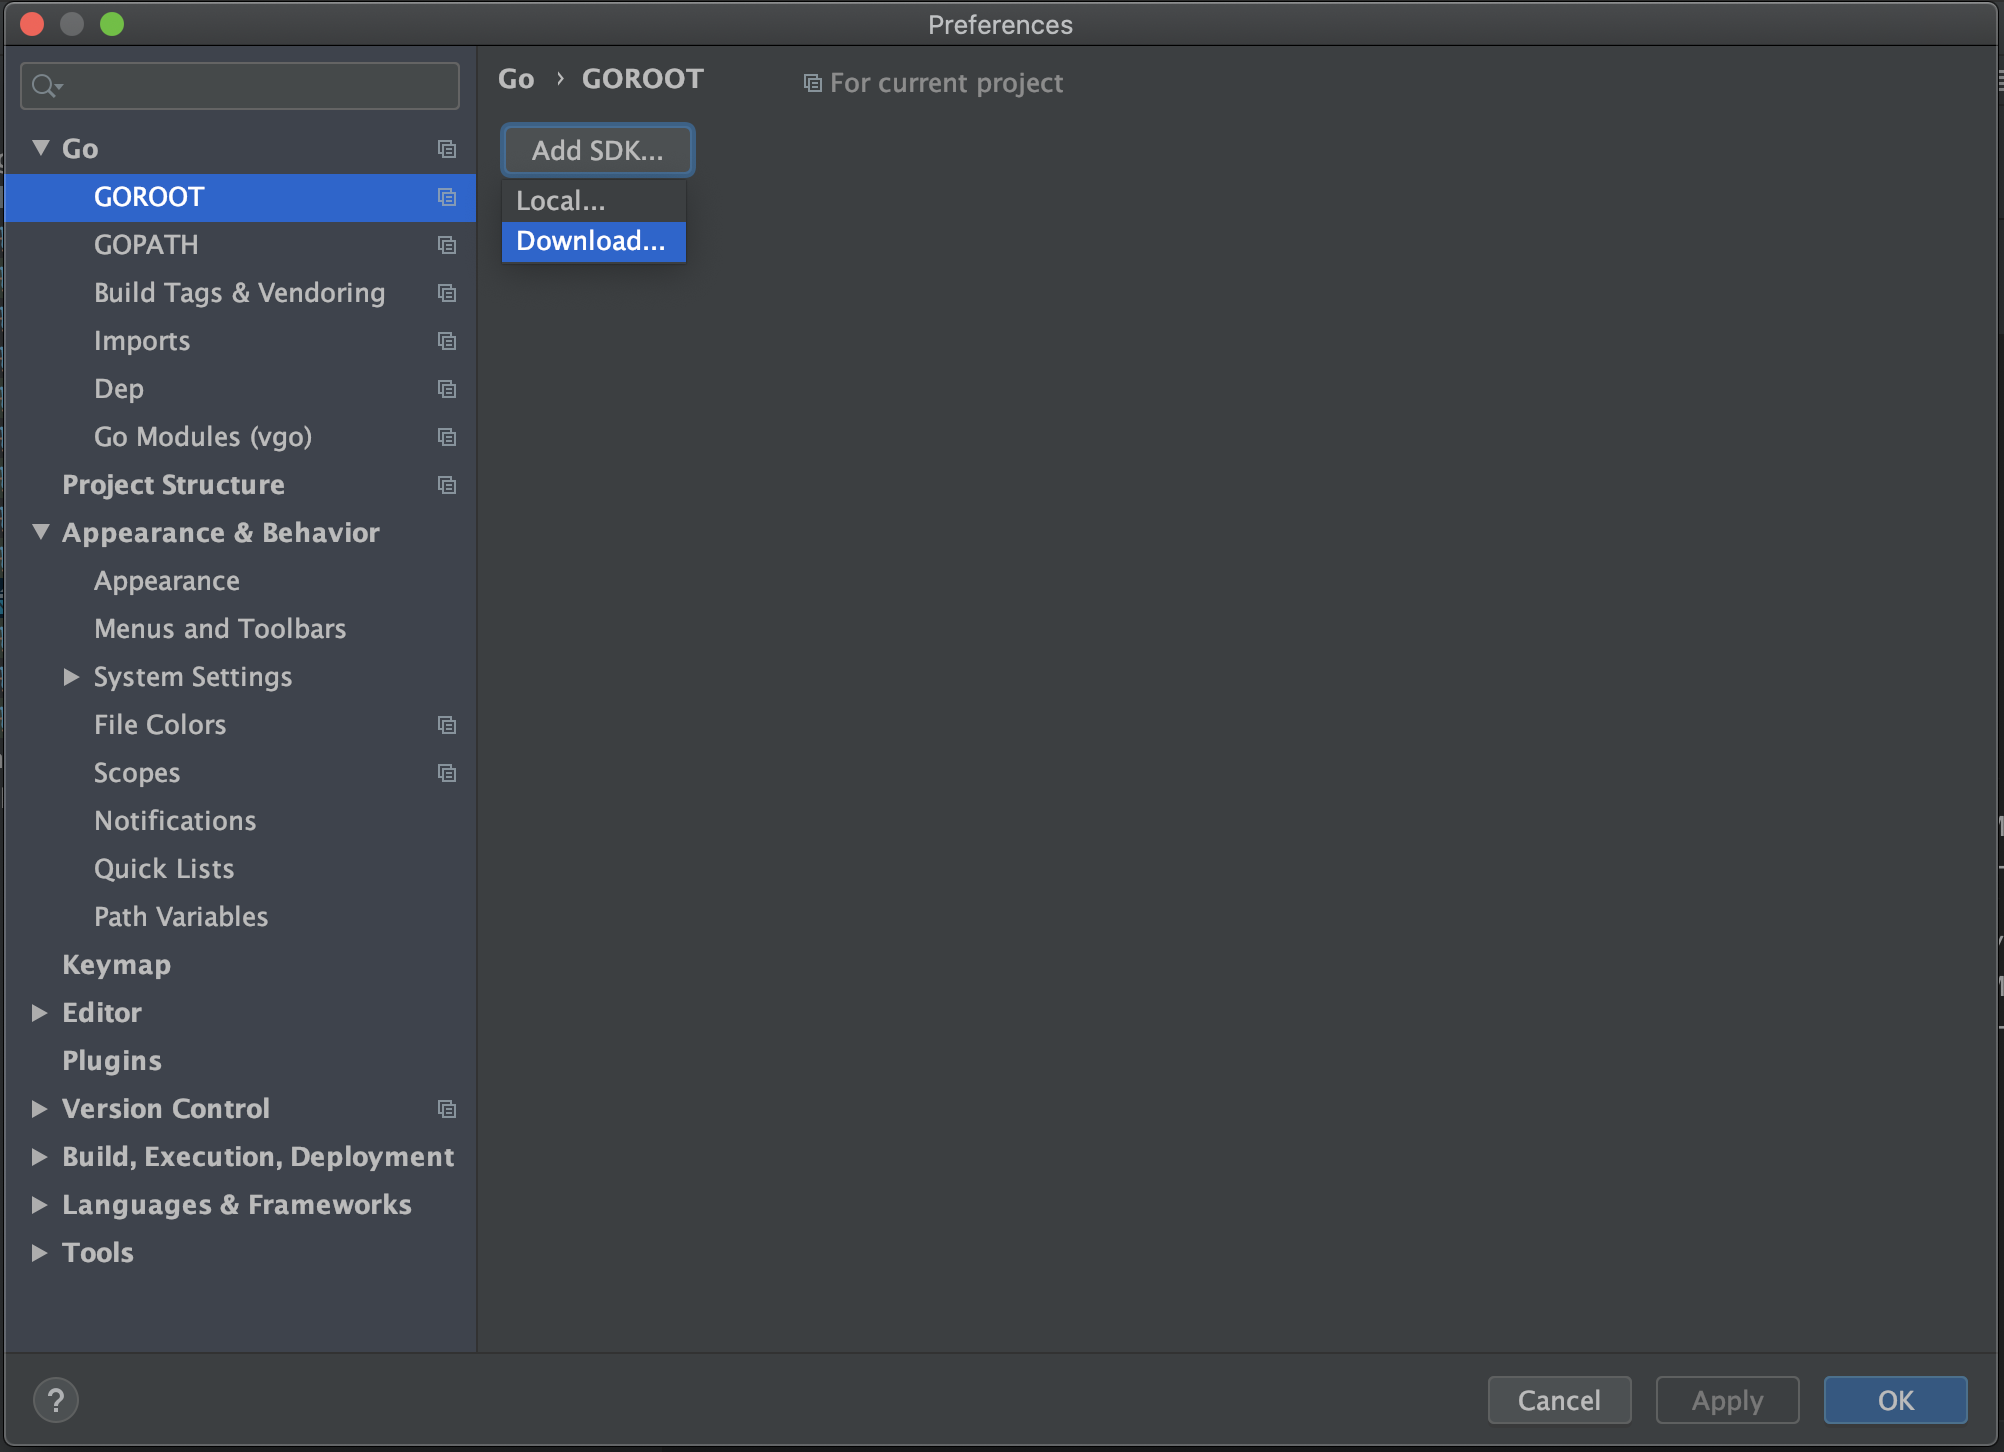 Preferences
Go › GOROOT For current project
Add SDK...
Local...
Download...
Go
GOROOT
GOPATH
Build Tags & Vendoring
Imports
Dep
Go Modules (vgo)
Project Structure
Appearance & Behavior
Appearance
Menus and Toolbars
System Settings
File Colors
Scopes
Notifications
Quick Lists
Path Variables
Keymap
Editor
Plugins
Version Control
Build, Execution, Deployment
Languages & Frameworks
Tools
?
Cancel Apply OK